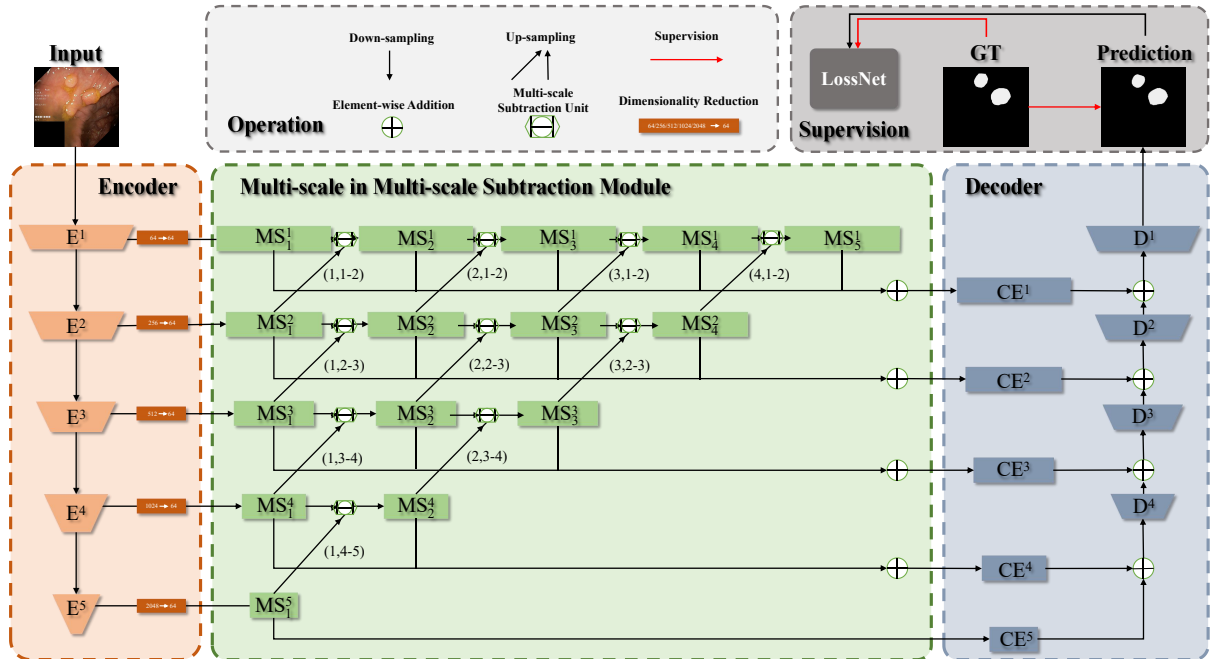 Input
Down-sampling
Up-sampling
Supervision
Element-wise Addition
Multi-scale
Subtraction Unit
Dimensionality Reduction
64/256/512/1024/2048 → 64
Operation
LossNet
GT
Prediction
Supervision
Encoder
Multi-scale in Multi-scale Subtraction Module
Decoder
E¹
64 → 64
MS₁¹
MS₂¹
MS₃¹
MS₄¹
MS₅¹
D¹
(1,1-2)
(2,1-2)
(3,1-2)
(4,1-2)
CE¹
E²
256 → 64
MS₁²
MS₂²
MS₃²
MS₄²
D²
(1,2-3)
(2,2-3)
(3,2-3)
CE²
E³
512 → 64
MS₁³
MS₂³
MS₃³
D³
(1,3-4)
(2,3-4)
CE³
E⁴
1024 → 64
MS₁⁴
MS₂⁴
D⁴
(1,4-5)
CE⁴
E⁵
2048 → 64
MS₁⁵
CE⁵